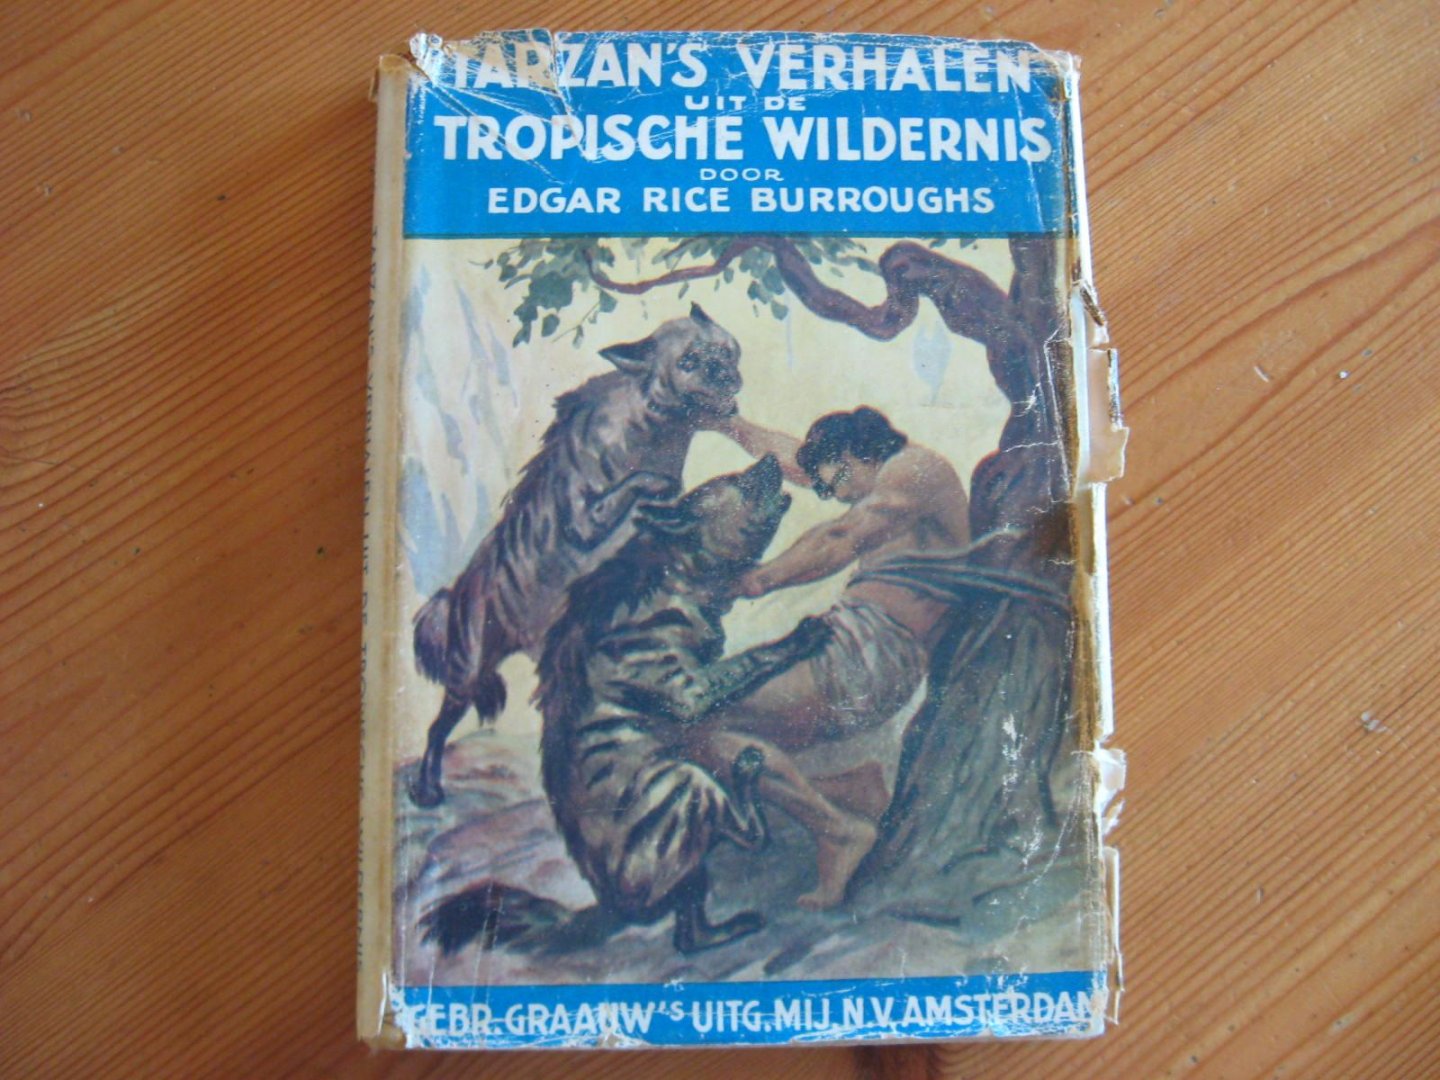 TARZAN'S VERHALEN
UIT DE
TROPISCHE WILDERNIS
DOOR
EDGAR RICE BURROUGHS
GEBR. GRAAUW'S UITG. MIJ. N.V. AMSTERDAM